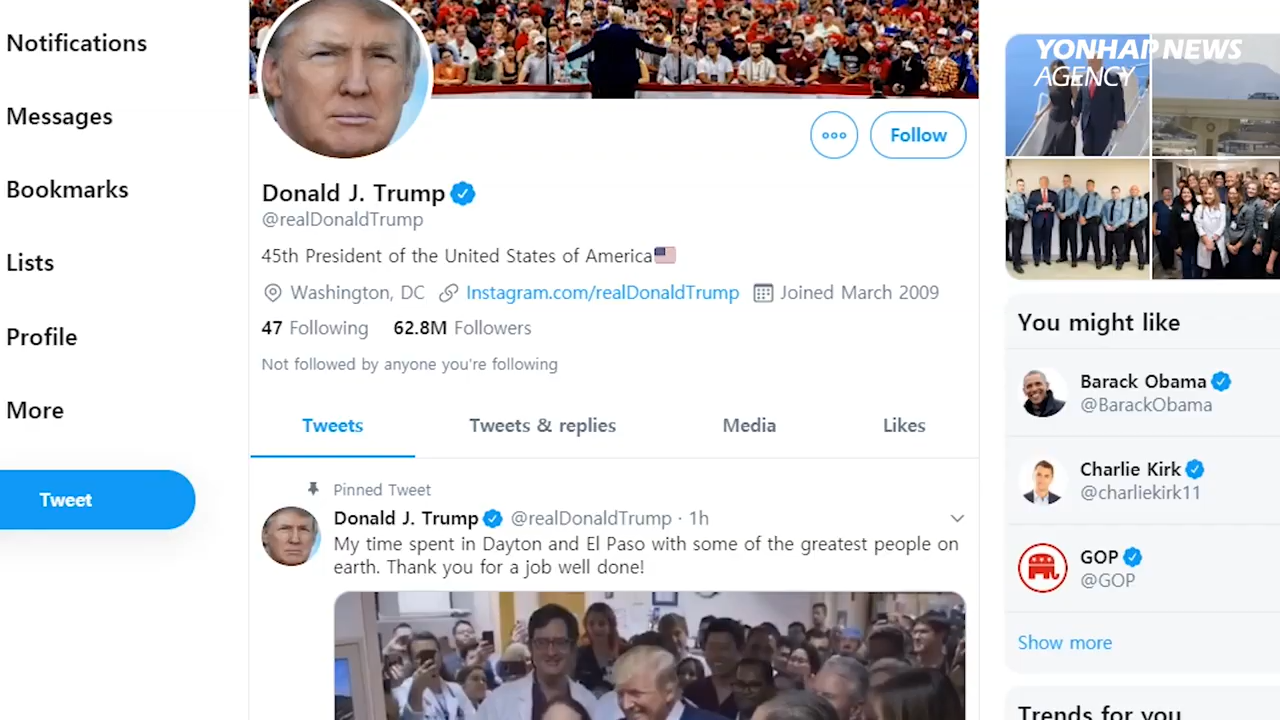 Notifications
Messages
Bookmarks
Lists
Profile
More
Tweet
Follow
Donald J. Trump
@realDonaldTrump
45th President of the United States of America
Washington, DC Instagram.com/realDonaldTrump Joined March 2009
47 Following 62.8M Followers
Not followed by anyone you're following
Tweets Tweets & replies Media Likes
Pinned Tweet
Donald J. Trump @realDonaldTrump · 1h
My time spent in Dayton and El Paso with some of the greatest people on
earth. Thank you for a job well done!
YONHAP NEWS
AGENCY
You might like
Barack Obama
@BarackObama
Charlie Kirk
@charliekirk11
GOP
@GOP
Show more
Trends for you